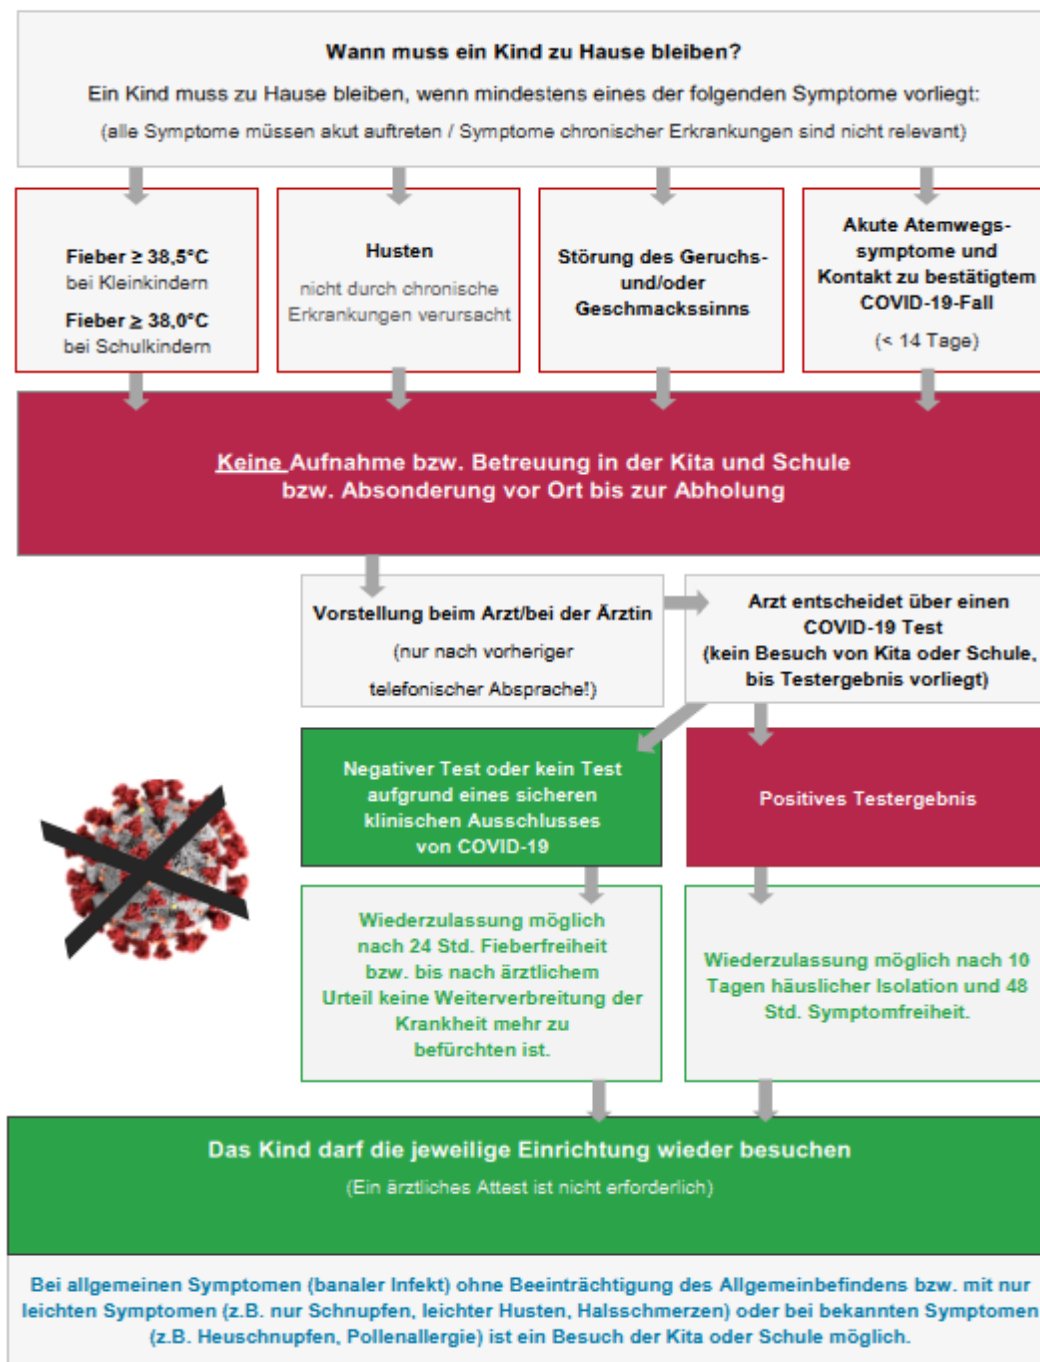 Wann muss ein Kind zu Hause bleiben?
Ein Kind muss zu Hause bleiben, wenn mindestens eines der folgenden Symptome vorliegt:
(alle Symptome müssen akut auftreten / Symptome chronischer Erkrankungen sind nicht relevant)
Fieber ≥ 38,5°C
bei Kleinkindern
Fieber ≥ 38,0°C
bei Schulkindern
Husten
nicht durch chronische
Erkrankungen verursacht
Störung des Geruchs-
und/oder
Geschmackssinns
Akute Atemwegs-
symptome und
Kontakt zu bestätigtem
COVID-19-Fall
(< 14 Tage)
Keine Aufnahme bzw. Betreuung in der Kita und Schule
bzw. Absonderung vor Ort bis zur Abholung
Vorstellung beim Arzt/bei der Ärztin
(nur nach vorheriger
telefonischer Absprache!)
Arzt entscheidet über einen
COVID-19 Test
(kein Besuch von Kita oder Schule,
bis Testergebnis vorliegt)
Negativer Test oder kein Test
aufgrund eines sicheren
klinischen Ausschlusses
von COVID-19
Positives Testergebnis
Wiederzulassung möglich
nach 24 Std. Fieberfreiheit
bzw. bis nach ärztlichem
Urteil keine Weiterverbreitung der
Krankheit mehr zu
befürchten ist.
Wiederzulassung möglich nach 10
Tagen häuslicher Isolation und 48
Std. Symptomfreiheit.
Das Kind darf die jeweilige Einrichtung wieder besuchen
(Ein ärztliches Attest ist nicht erforderlich)
Bei allgemeinen Symptomen (banaler Infekt) ohne Beeinträchtigung des Allgemeinbefindens bzw. mit nur
leichten Symptomen (z.B. nur Schnupfen, leichter Husten, Halsschmerzen) oder bei bekannten Symptomen
(z.B. Heuschnupfen, Pollenallergie) ist ein Besuch der Kita oder Schule möglich.